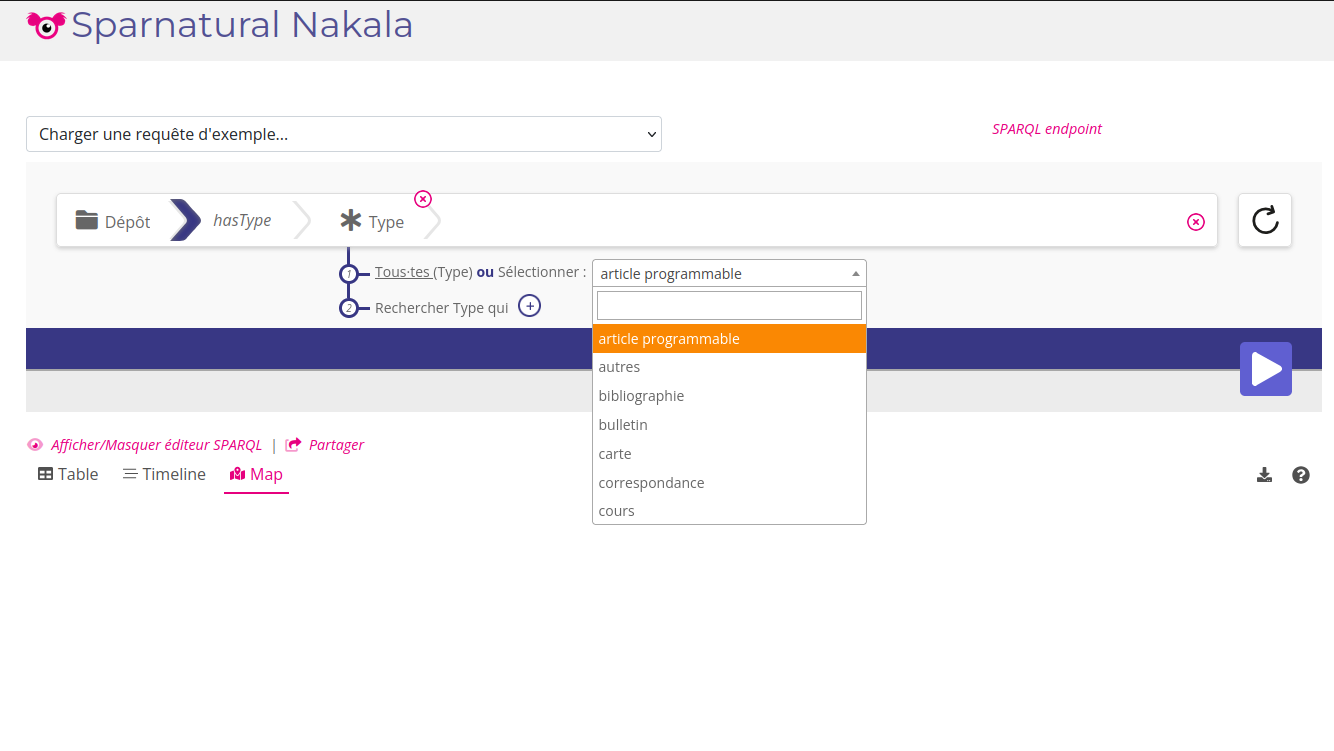 Sparnatural Nakala
Charger une requête d'exemple...
SPARQL endpoint
Dépôt hasType Type
1 Tous·tes (Type) ou Sélectionner : article programmable
2 Rechercher Type qui
article programmable
autres
bibliographie
bulletin
carte
correspondance
cours
Afficher/Masquer éditeur SPARQL | Partager
Table Timeline Map